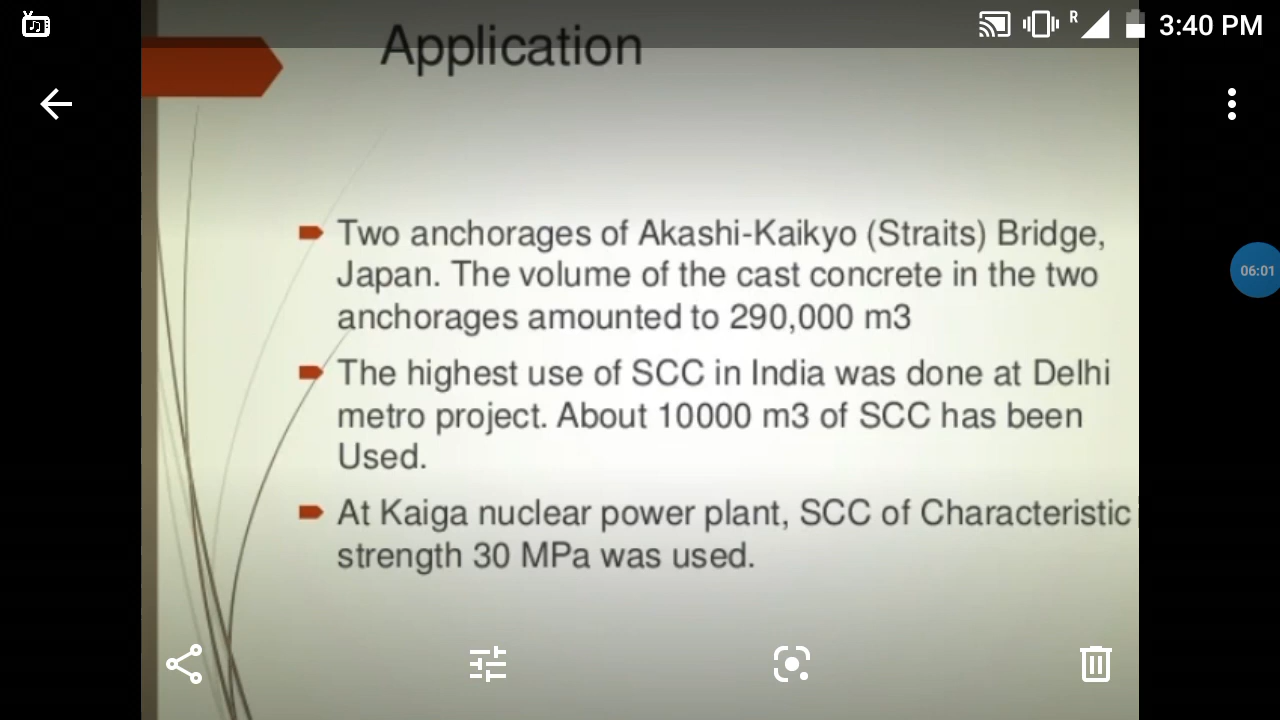 R 3:40 PM
Application
Two anchorages of Akashi-Kaikyo (Straits) Bridge,
Japan. The volume of the cast concrete in the two
anchorages amounted to 290,000 m3
06:01
The highest use of SCC in India was done at Delhi
metro project. About 10000 m3 of SCC has been
Used.
At Kaiga nuclear power plant, SCC of Characteristic
strength 30 MPa was used.